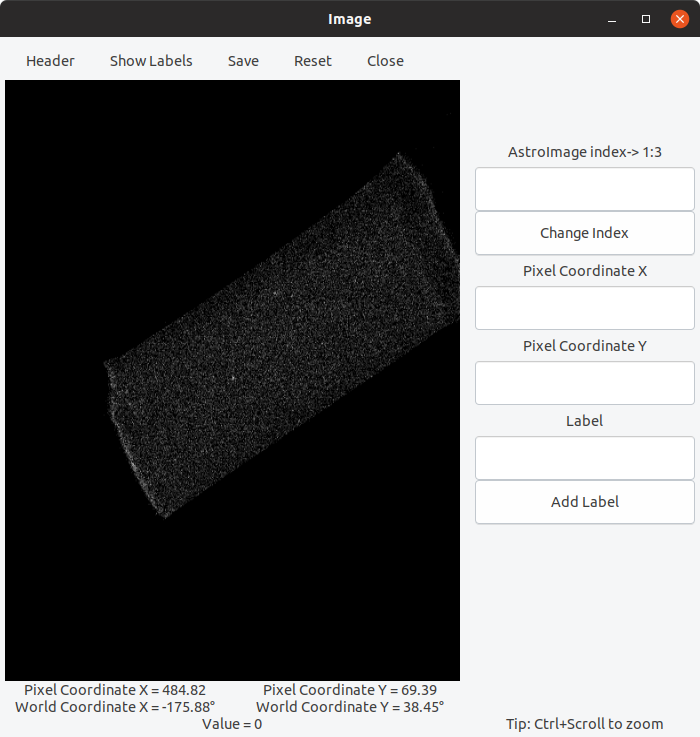 Image
Header Show Labels Save Reset Close
AstroImage index-> 1:3
Change Index
Pixel Coordinate X
Pixel Coordinate Y
Label
Add Label
Pixel Coordinate X = 484.82 Pixel Coordinate Y = 69.39
World Coordinate X = -175.88° World Coordinate Y = 38.45°
Value = 0 Tip: Ctrl+Scroll to zoom